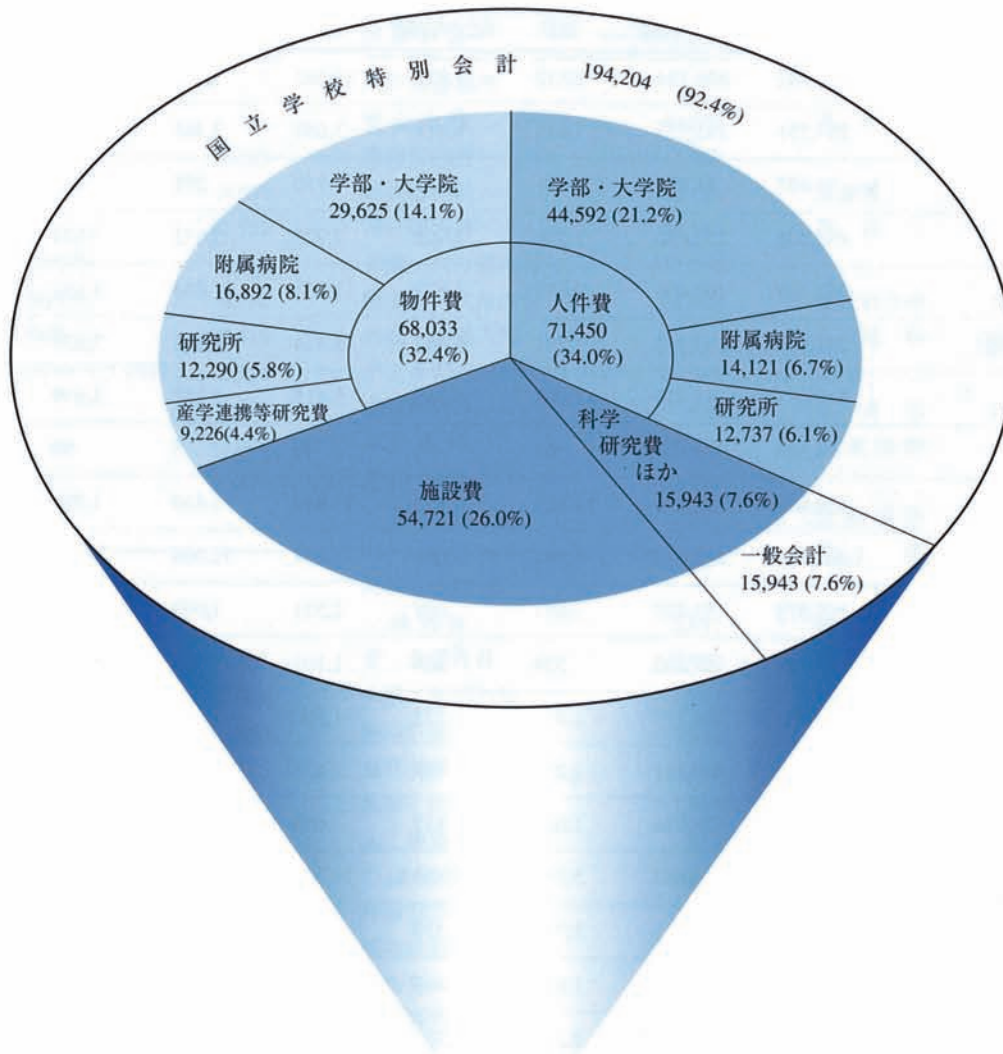 国立学校特別会計 194,204 (92.4%)
学部・大学院
29,625 (14.1%)
学部・大学院
44,592 (21.2%)
附属病院
16,892 (8.1%)
物件費
68,033
(32.4%)
人件費
71,450
(34.0%)
研究所
12,290 (5.8%)
附属病院
14,121 (6.7%)
産学連携等研究費
9,226(4.4%)
研究所
12,737 (6.1%)
科学
研究費
ほか
15,943 (7.6%)
施設費
54,721 (26.0%)
一般会計
15,943 (7.6%)